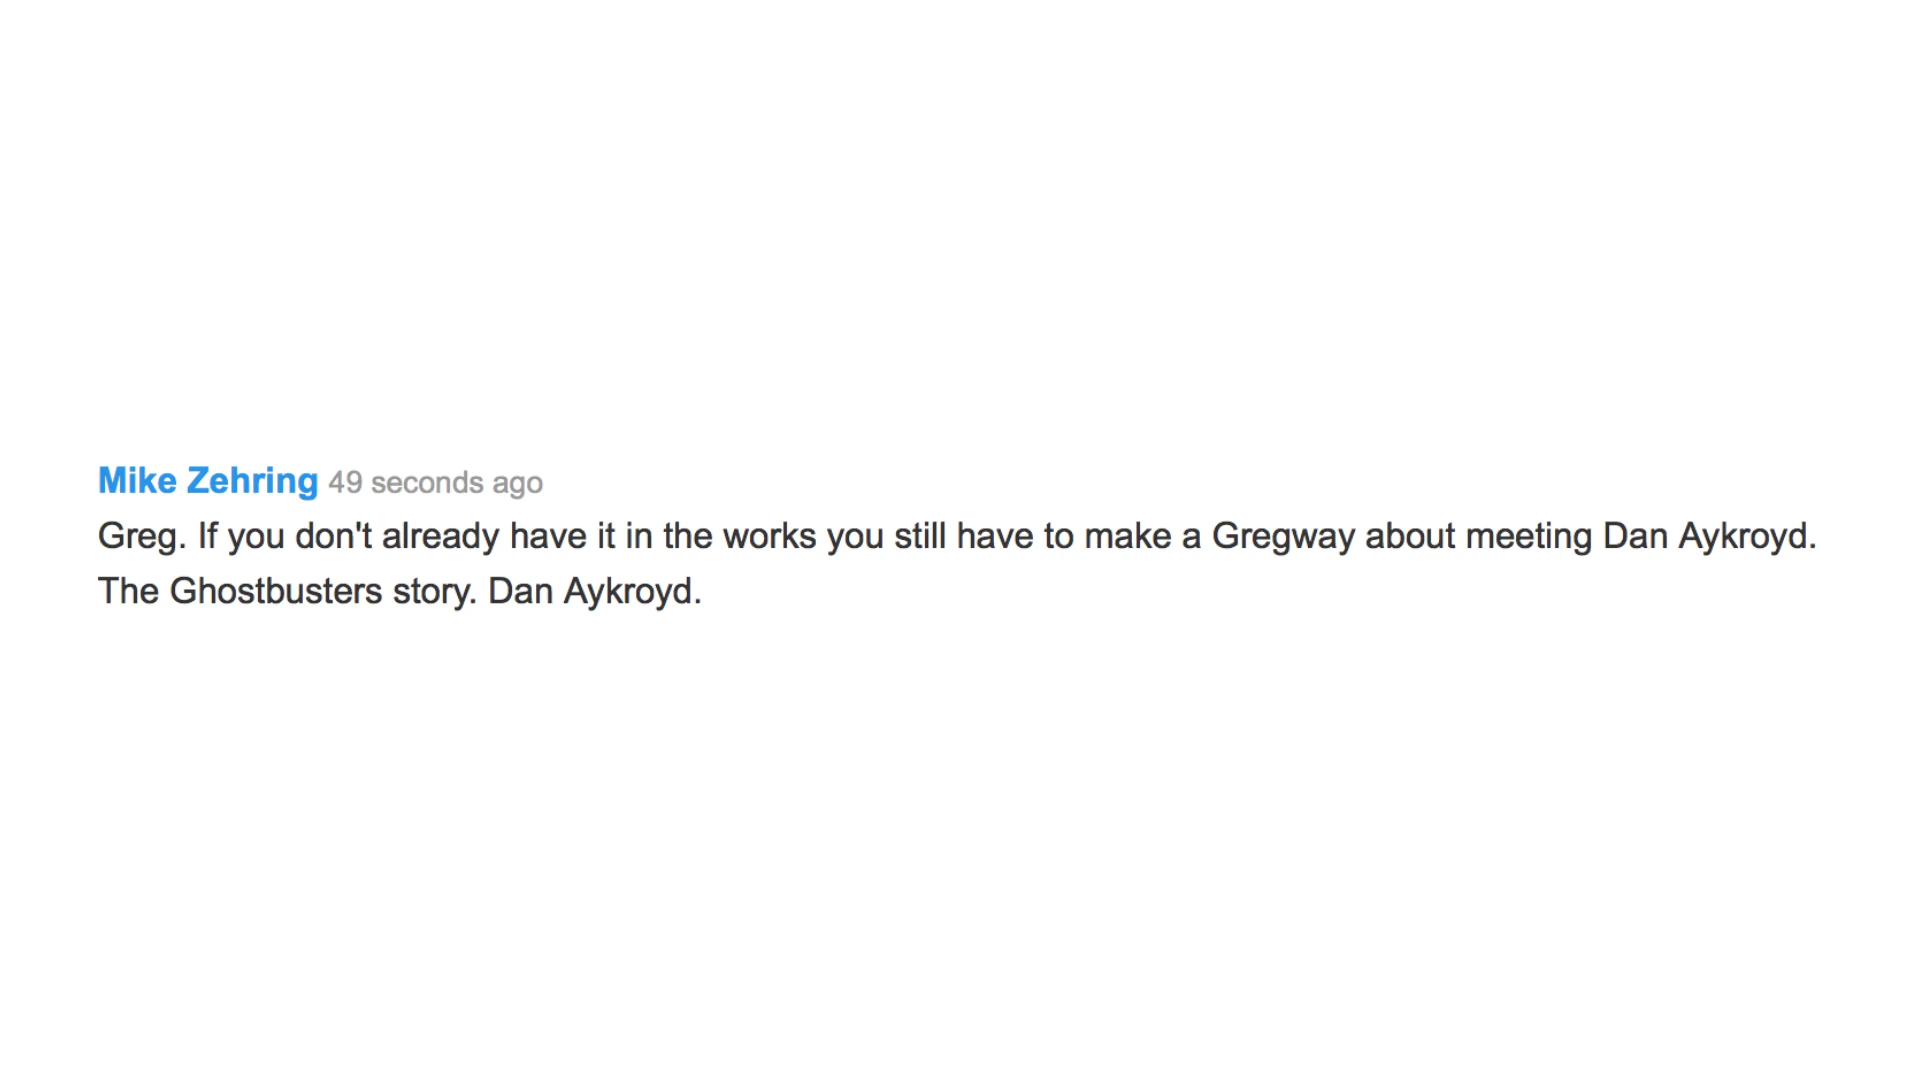 Mike Zehring 49 seconds ago
Greg. If you don't already have it in the works you still have to make a Gregway about meeting Dan Aykroyd.
The Ghostbusters story. Dan Aykroyd.